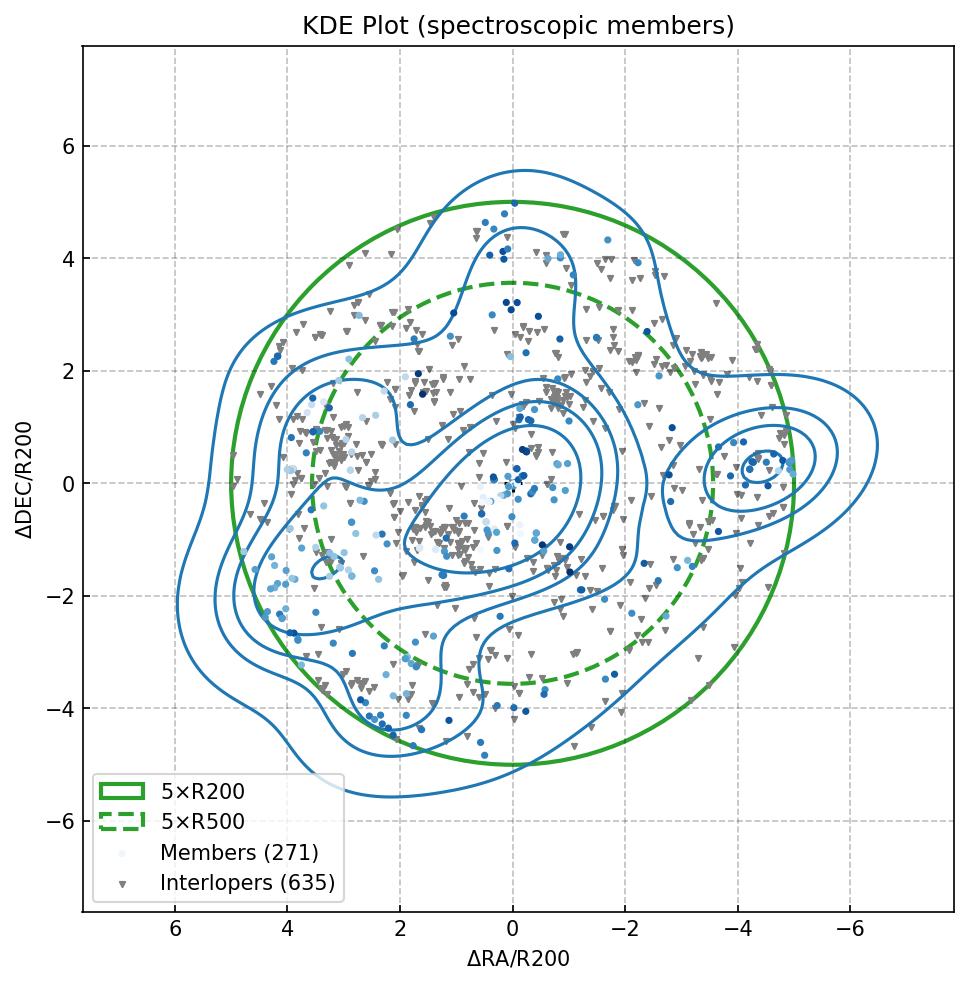 KDE Plot (spectroscopic members)
6
4
2
0
−2
−4
−6
ΔDEC/R200
5×R200
5×R500
Members (271)
Interlopers (635)
6
4
2
0
−2
−4
−6
ΔRA/R200